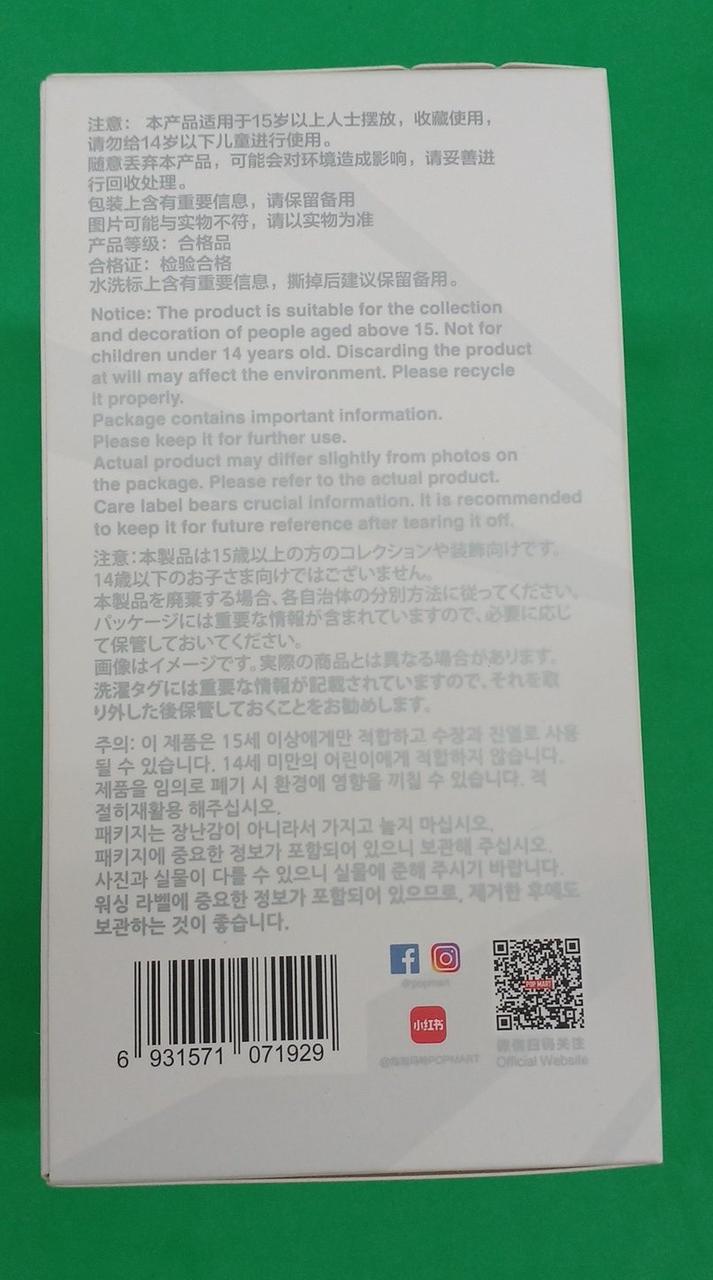 注意： 本产品适用于15岁以上人士摆放，收藏使用，
请勿给14岁以下儿童进行使用。
随意丢弃本产品，可能会对环境造成影响，请妥善进
行回收处理。
包装上含有重要信息，请保留备用
图片可能与实物不符，请以实物为准
产品等级：合格品
合格证：检验合格
水洗标上含有重要信息，撕掉后建议保留备用。
Notice: The product is suitable for the collection
and decoration of people aged above 15. Not for
children under 14 years old. Discarding the product
at will may affect the environment. Please recycle
it properly.
Package contains important information.
Please keep it for further use.
Actual product may differ slightly from photos on
the package. Please refer to the actual product.
Care label bears crucial information. It is recommended
to keep it for future reference after tearing it off.
注意：本製品は15歳以上の方のコレクションや装飾向けです。
14歳以下のお子さま向けではございません。
本製品を廃棄する場合、各自治体の分別方法に従ってください。
パッケージには重要な情報が含まれていますので、必要に応じ
て保管しておいてください。
画像はイメージです。実際の商品とは異なる場合があります。
洗濯タグには重要な情報が記載されていますので、それを取
り外した後保管しておくことをお勧めします。
주의: 이 제품은 15세 이상에게만 적합하고 수장과 진열로 사용
될 수 있습니다. 14세 미만의 어린이에게 적합하지 않습니다.
제품을 임의로 폐기 시 환경에 영향을 끼칠 수 있습니다. 적
절히재활용 해주십시오.
패키지는 장난감이 아니라서 가지고 놀지 마십시오.
패키지에 중요한 정보가 포함되어 있으니 보관해 주십시오.
사진과 실물이 다를 수 있으니 실물에 준해 주시기 바랍니다.
워싱 라벨에 중요한 정보가 포함되어 있으므로, 제거한 후에도
보관하는 것이 좋습니다.
@popmart
小红书
@泡泡玛特POPMART
POP MART
微信扫码关注
Official Website
6 931571 071929